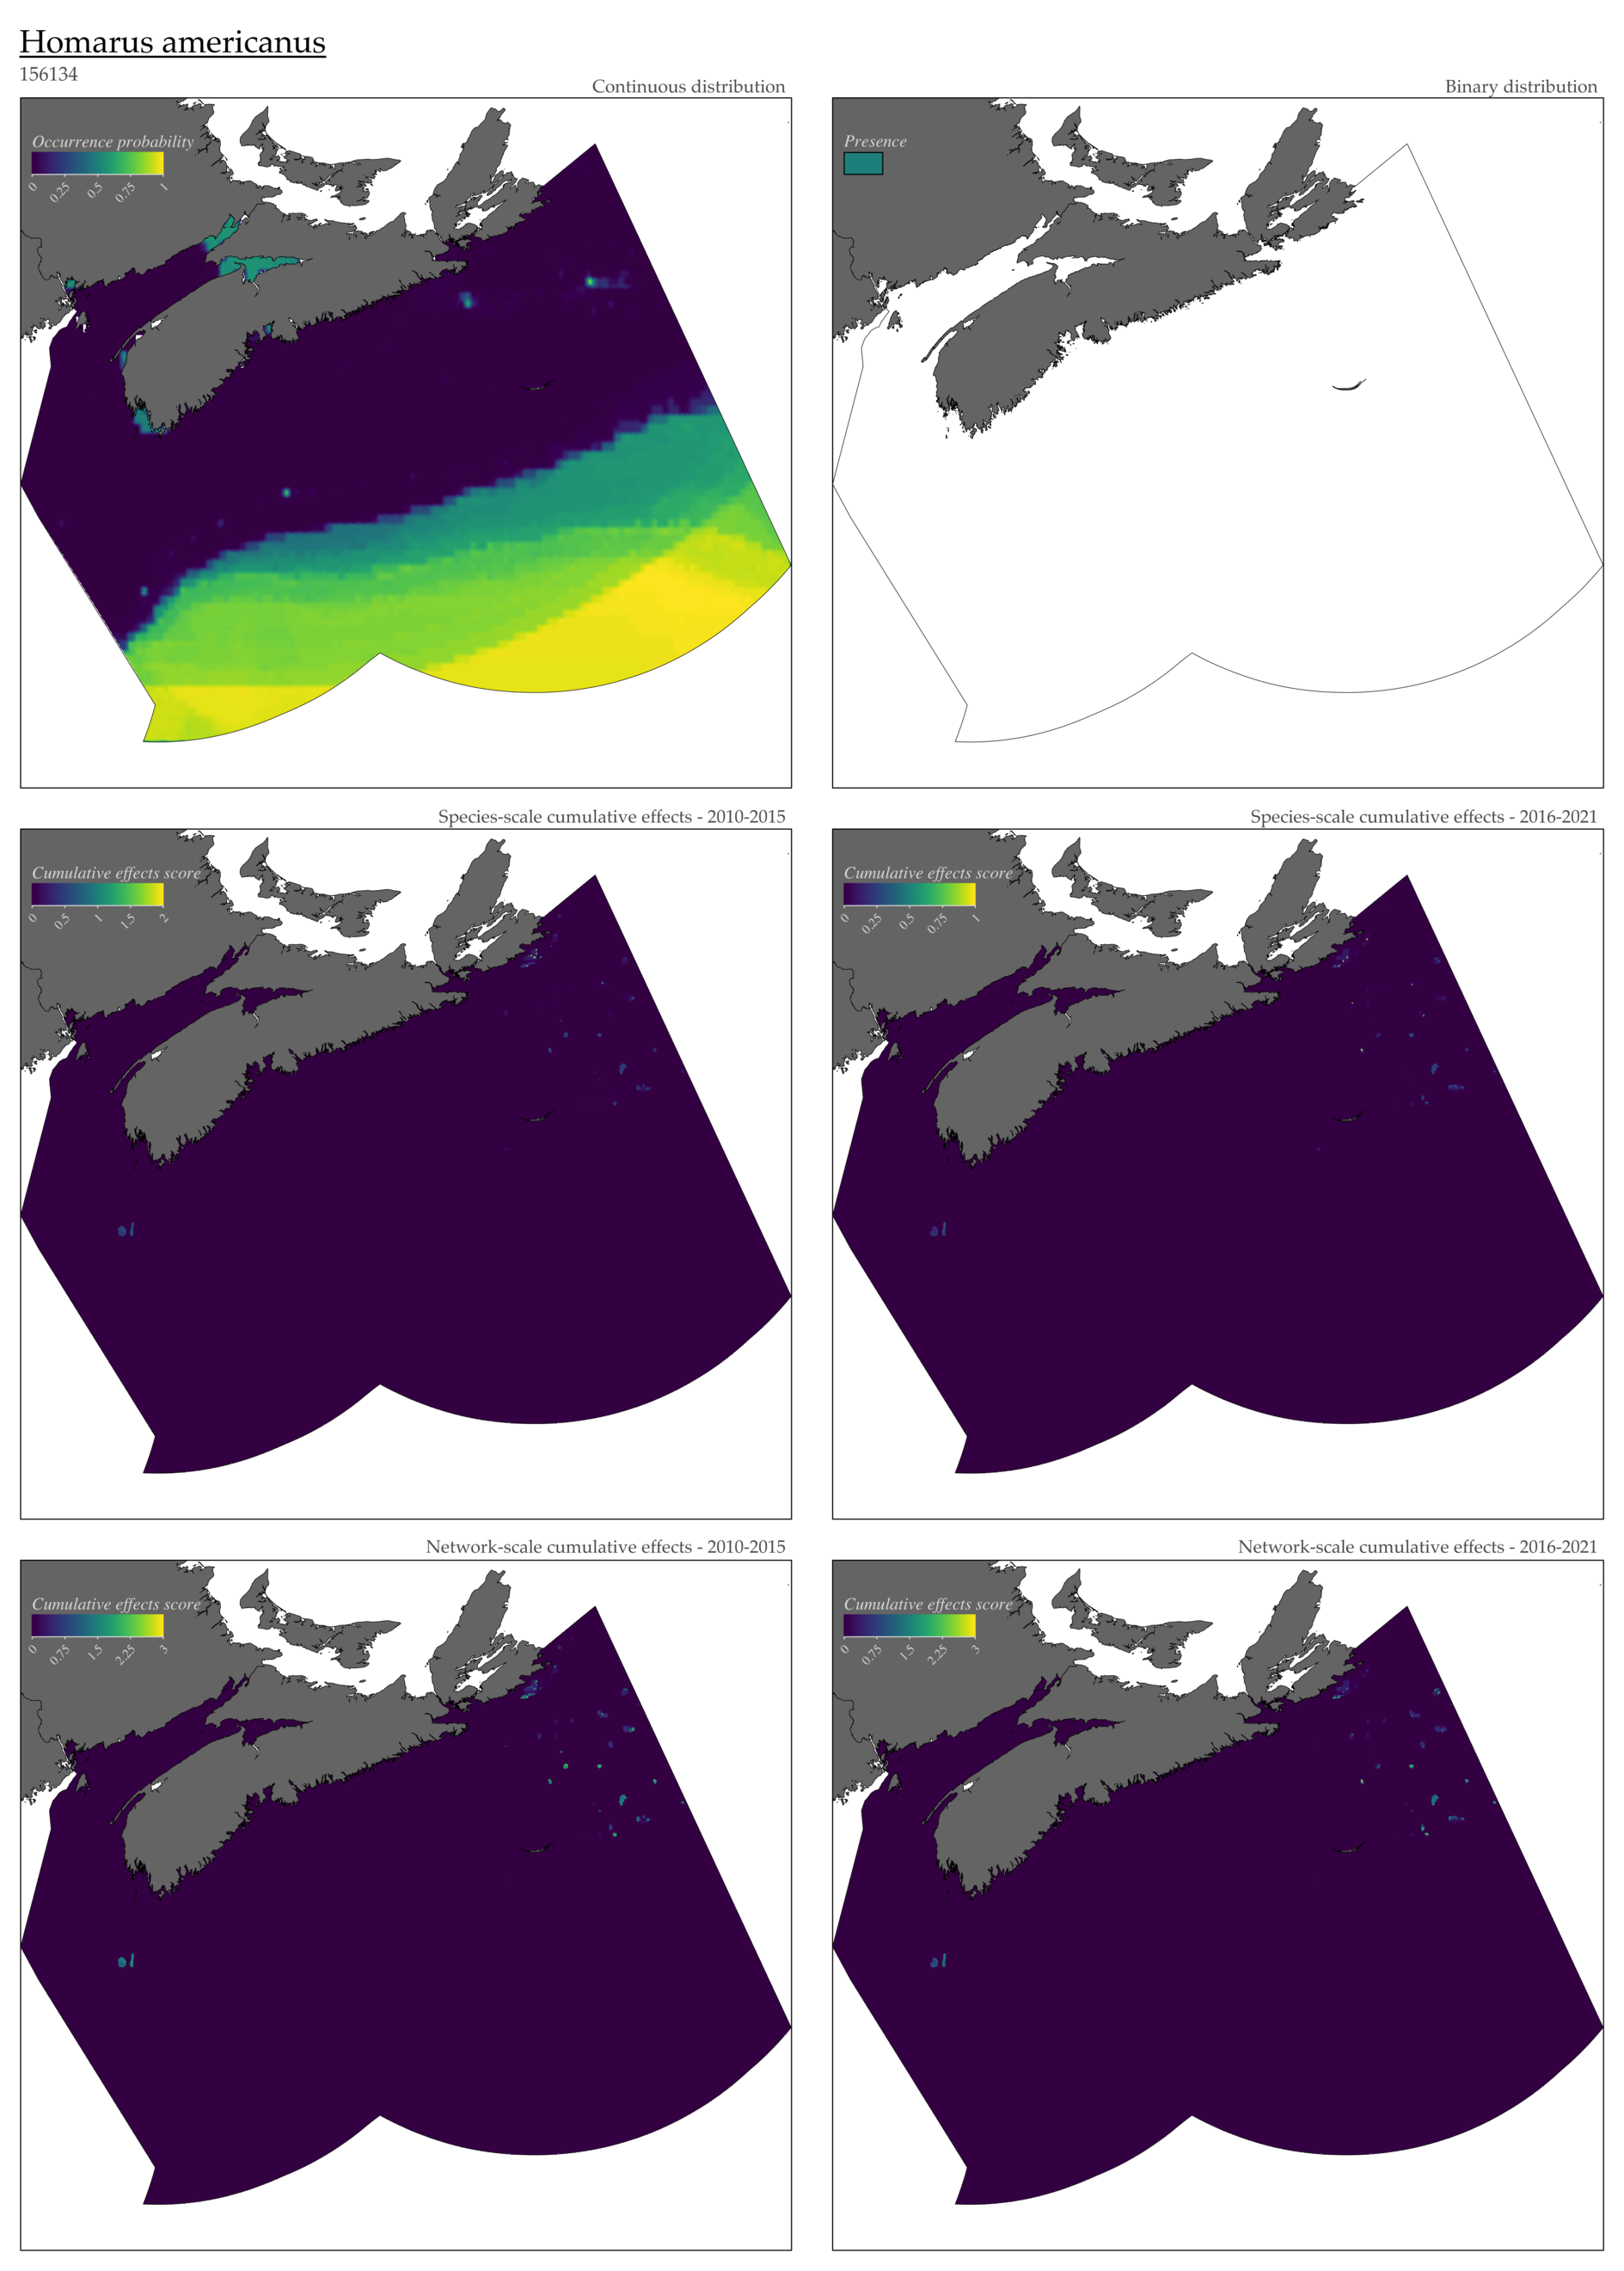 Homarus americanus
156134
Continuous distribution
Occurrence probability
0 0.25 0.5 0.75 1
Binary distribution
Presence
Species-scale cumulative effects - 2010-2015
Cumulative effects score
0 0.5 1 1.5 2
Species-scale cumulative effects - 2016-2021
Cumulative effects score
0 0.25 0.5 0.75 1
Network-scale cumulative effects - 2010-2015
Cumulative effects score
0 0.75 1.5 2.25 3
Network-scale cumulative effects - 2016-2021
Cumulative effects score
0 0.75 1.5 2.25 3